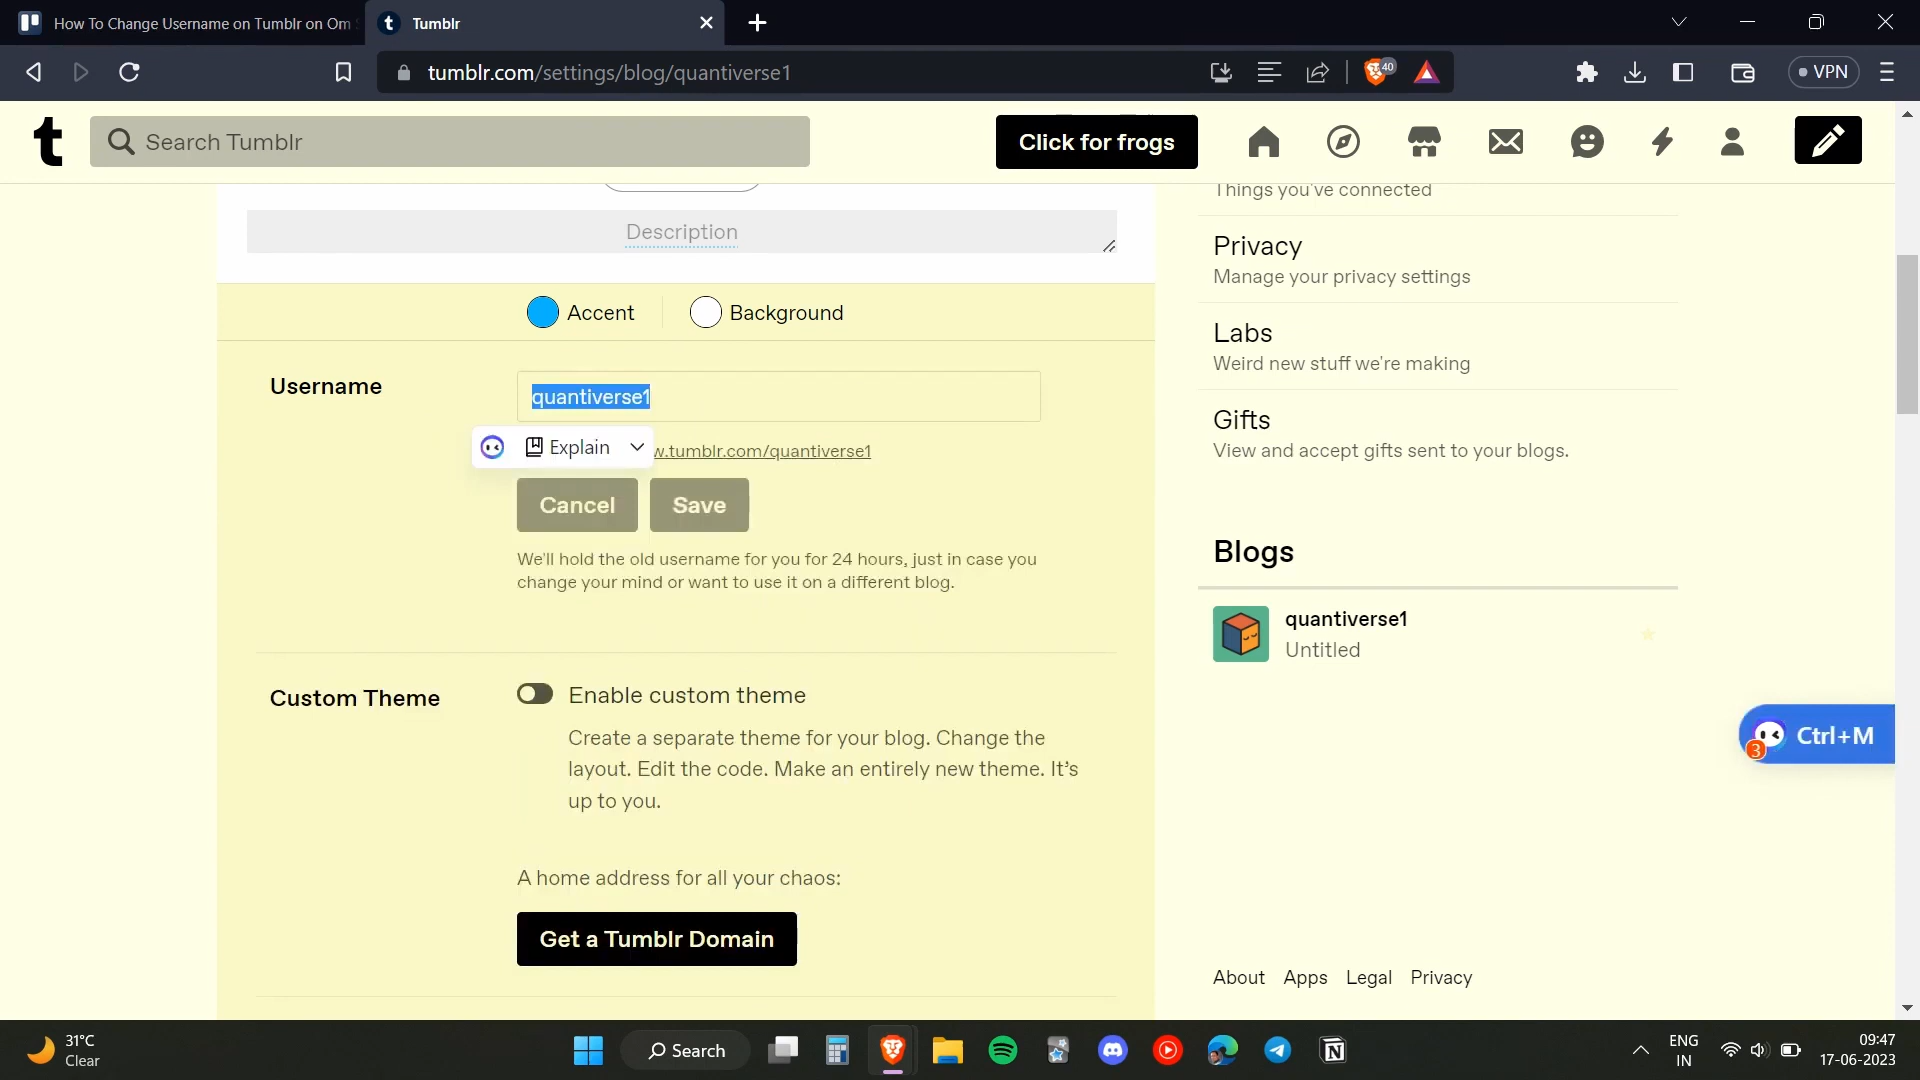 How To Change Username on Tumblr on Om
Tumblr
tumblr.com/settings/blog/quantiverse1
40
VPN
t
Search Tumblr
Click for frogs
Things you've connected
Description
Privacy
Manage your privacy settings
Accent
Background
Labs
Weird new stuff we're making
Username
quantiverse1
Gifts
View and accept gifts sent to your blogs.
Explain
w.tumblr.com/quantiverse1
Cancel
Save
We'll hold the old username for you for 24 hours, just in case you
change your mind or want to use it on a different blog.
Blogs
quantiverse1
Untitled
Custom Theme
Enable custom theme
Create a separate theme for your blog. Change the
layout. Edit the code. Make an entirely new theme. It's
up to you.
3
Ctrl+M
A home address for all your chaos:
Get a Tumblr Domain
About Apps Legal Privacy
31°C
Clear
Search
ENG
IN
09:47
17-06-2023